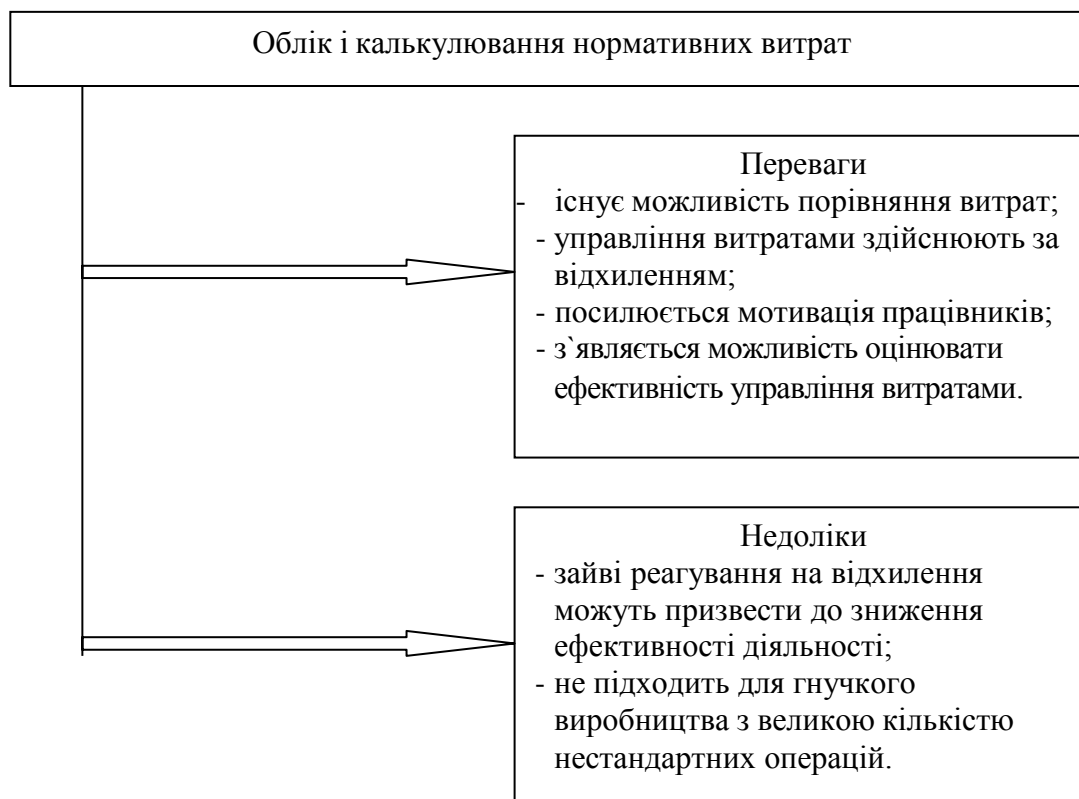 Облік і калькулювання нормативних витрат
Переваги
- існує можливість порівняння витрат;
- управління витратами здійснюють за
відхиленням;
- посилюється мотивація працівників;
- з`являється можливість оцінювати
ефективність управління витратами.
Недоліки
- зайві реагування на відхилення
можуть призвести до зниження
ефективності діяльності;
- не підходить для гнучкого
виробництва з великою кількістю
нестандартних операцій.